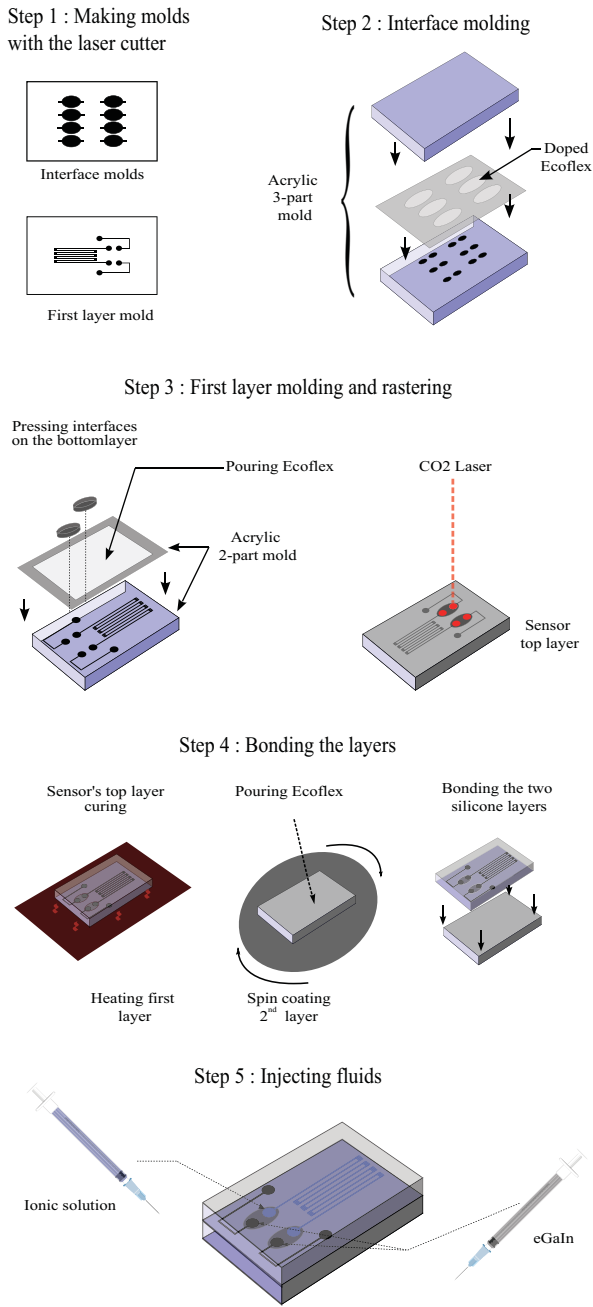 Step 1 : Making molds
with the laser cutter
Interface molds
First layer mold
Step 2 : Interface molding
Acrylic
3-part
mold
Doped
Ecoflex
Step 3 : First layer molding and rastering
Pressing interfaces
on the bottomlayer
Pouring Ecoflex
Acrylic
2-part mold
CO2 Laser
Sensor
top layer
Step 4 : Bonding the layers
Sensor's top layer
curing
Heating first
layer
Pouring Ecoflex
Spin coating
2nd layer
Bonding the two
silicone layers
Step 5 : Injecting fluids
Ionic solution
eGaIn